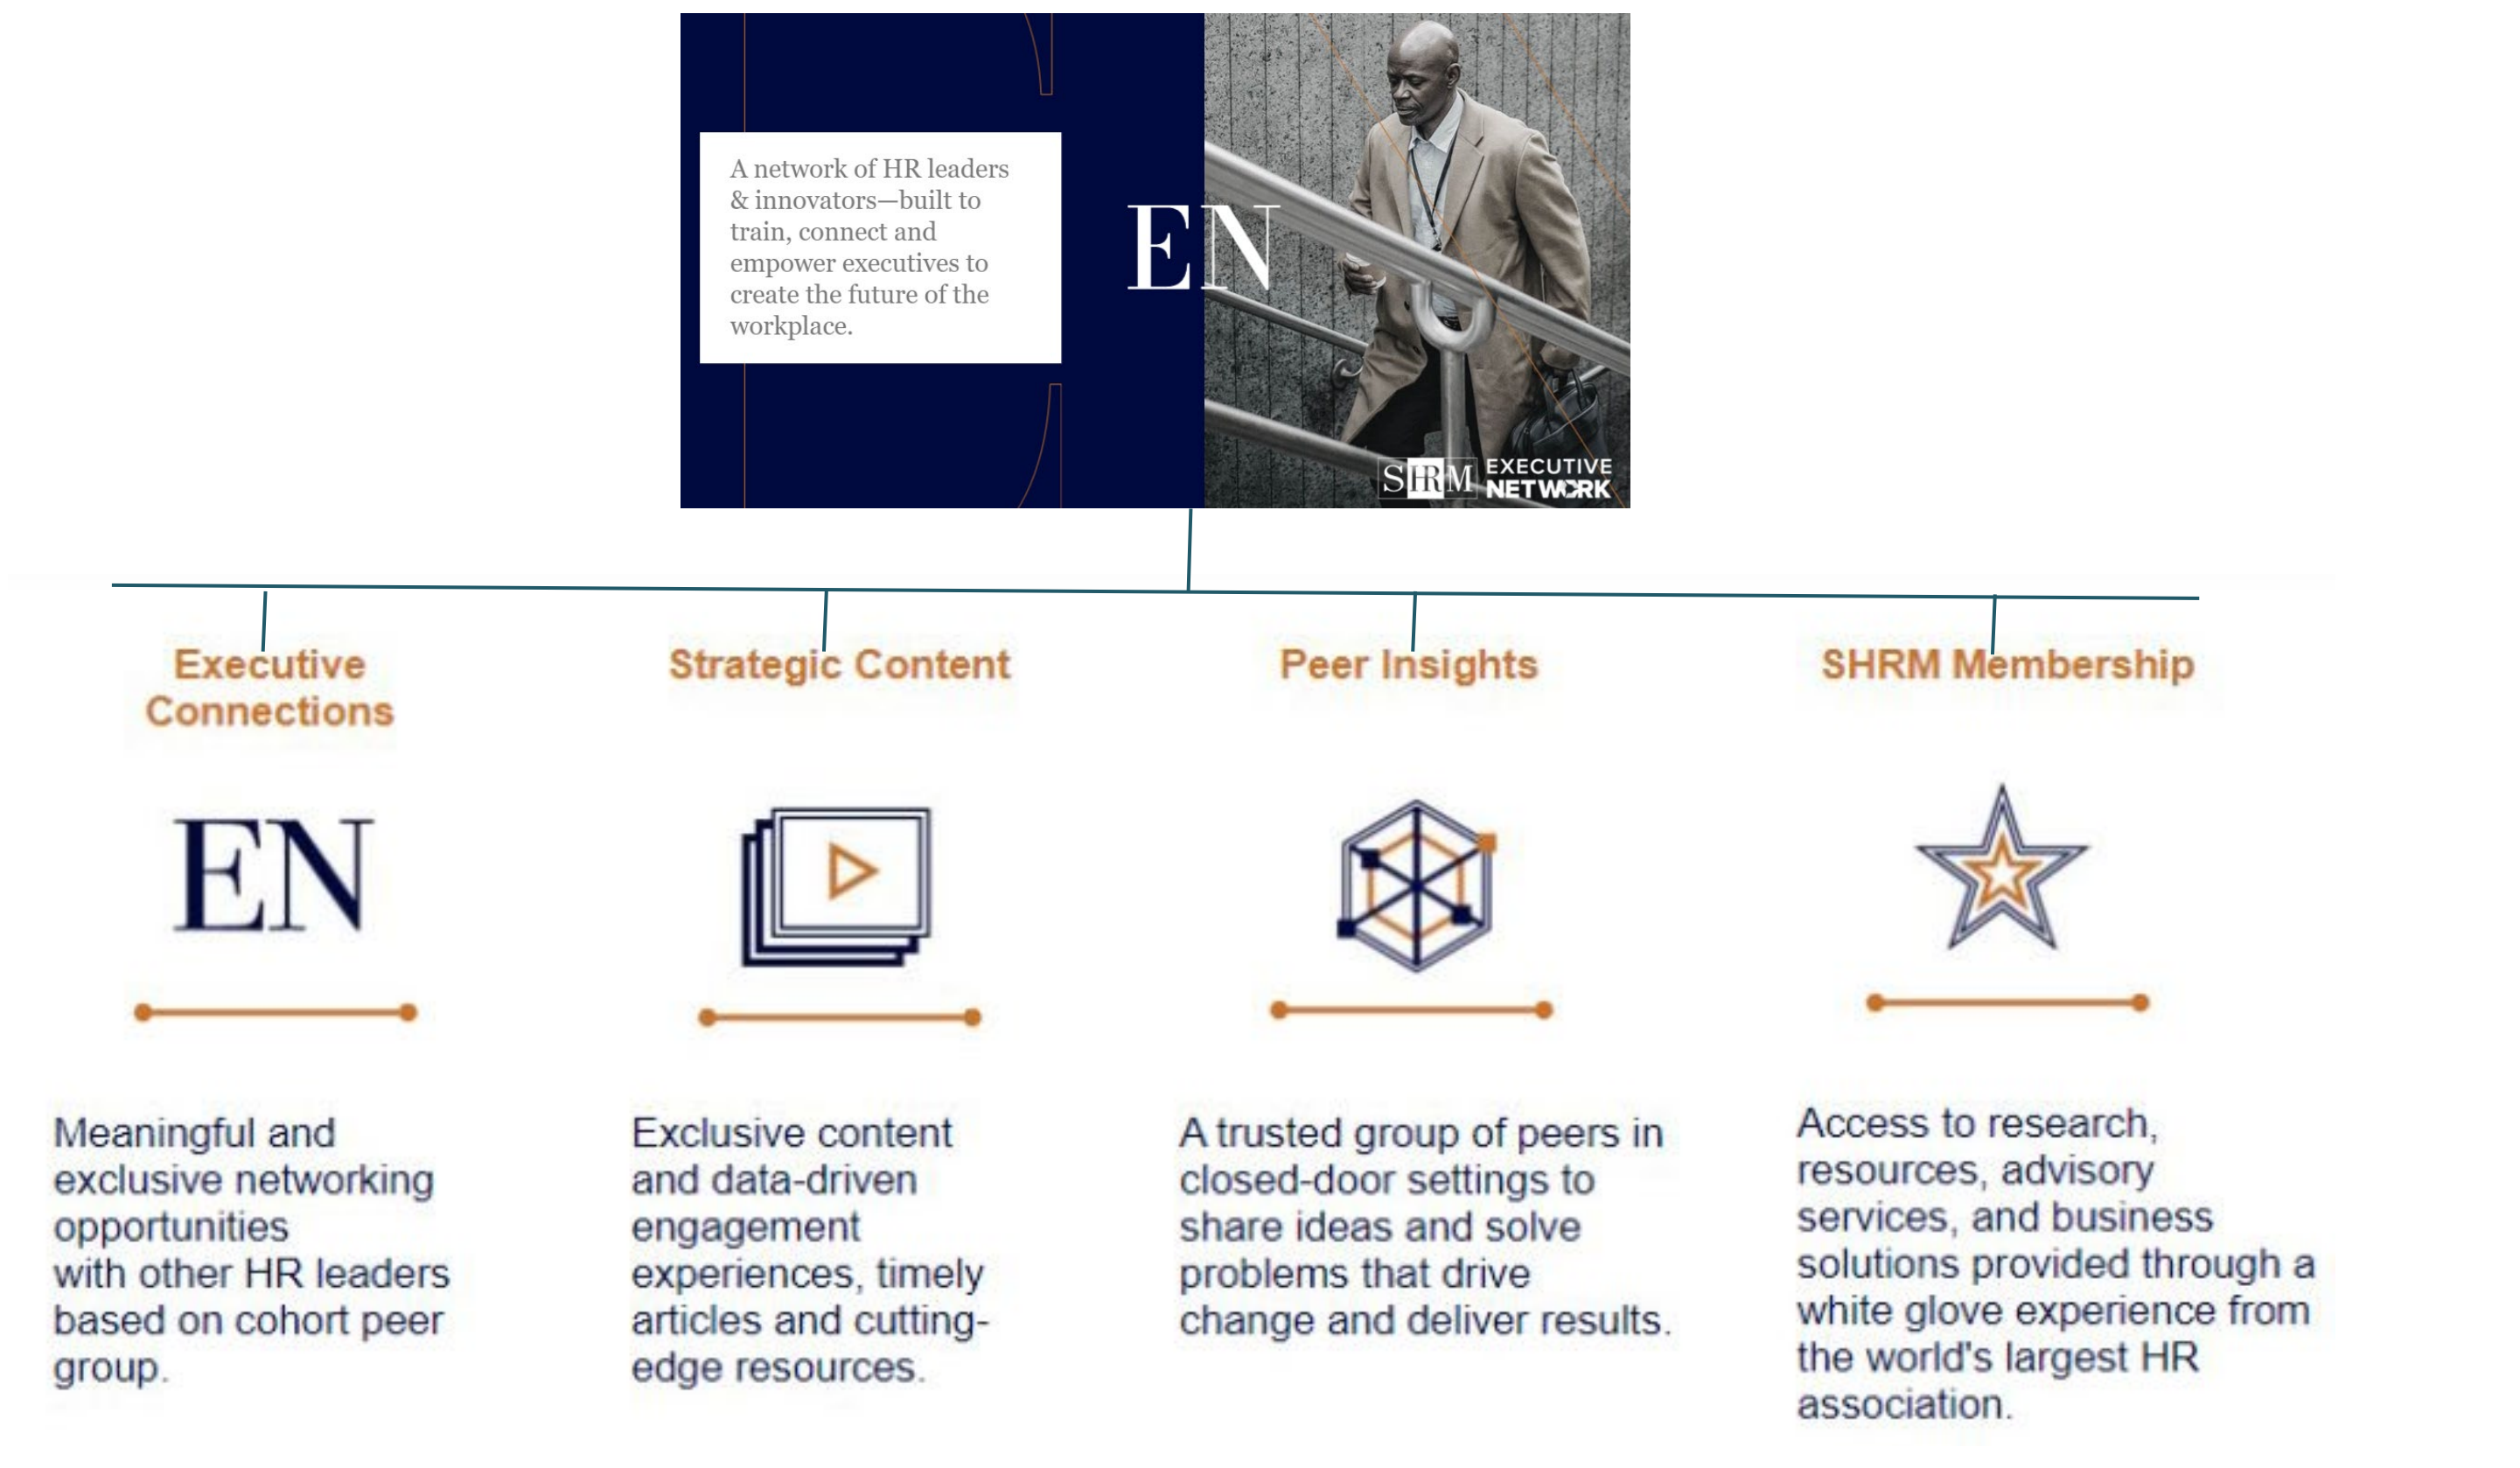 A network of HR leaders
& innovators—built to
train, connect and
empower executives to
create the future of the
workplace.
EN
SHRM EXECUTIVE
NETWORK
Executive
Connections
EN
Meaningful and
exclusive networking
opportunities
with other HR leaders
based on cohort peer
group.
Strategic Content
Exclusive content
and data-driven
engagement
experiences, timely
articles and cutting-
edge resources.
Peer Insights
A trusted group of peers in
closed-door settings to
share ideas and solve
problems that drive
change and deliver results.
SHRM Membership
Access to research,
resources, advisory
services, and business
solutions provided through a
white glove experience from
the world's largest HR
association.